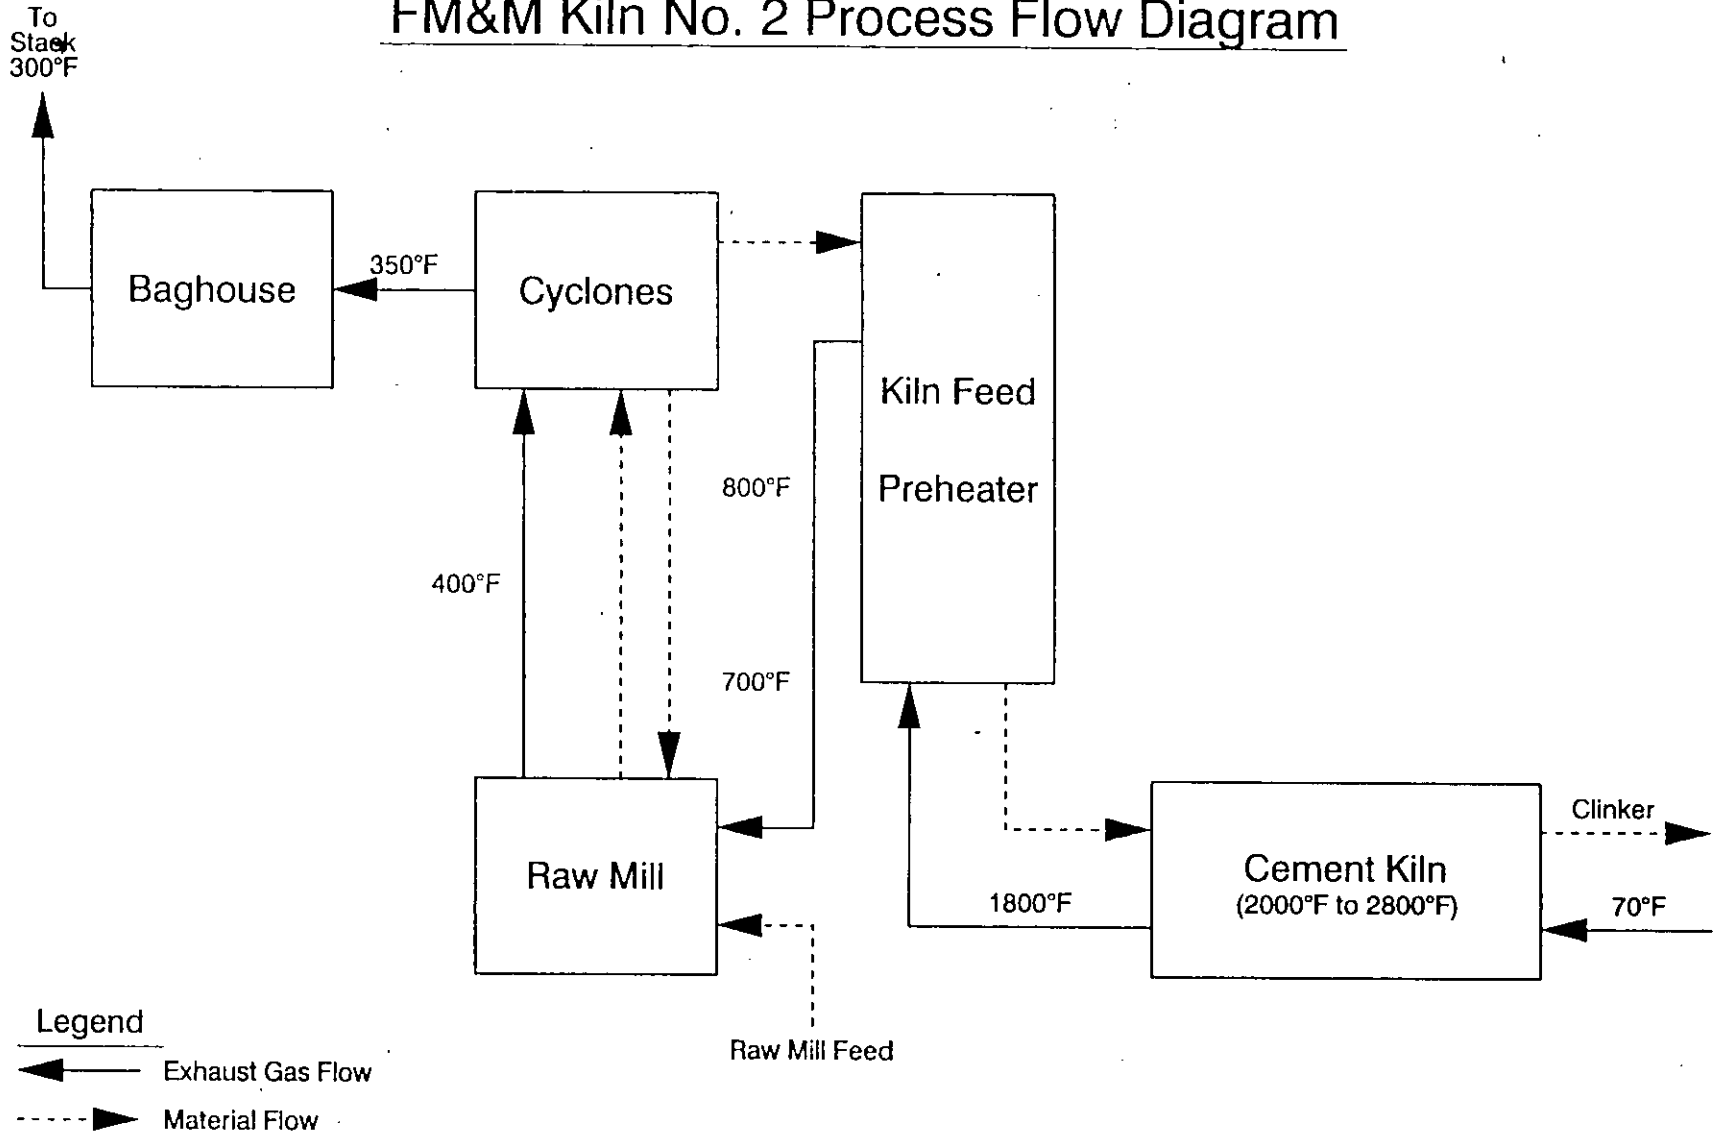 FM&M Kiln No. 2 Process Flow Diagram
To
Stack
300°F
Baghouse
350°F
Cyclones
Kiln Feed
Preheater
800°F
400°F
700°F
Raw Mill
Clinker
Cement Kiln
(2000°F to 2800°F)
1800°F
70°F
Raw Mill Feed
Legend
Exhaust Gas Flow
Material Flow